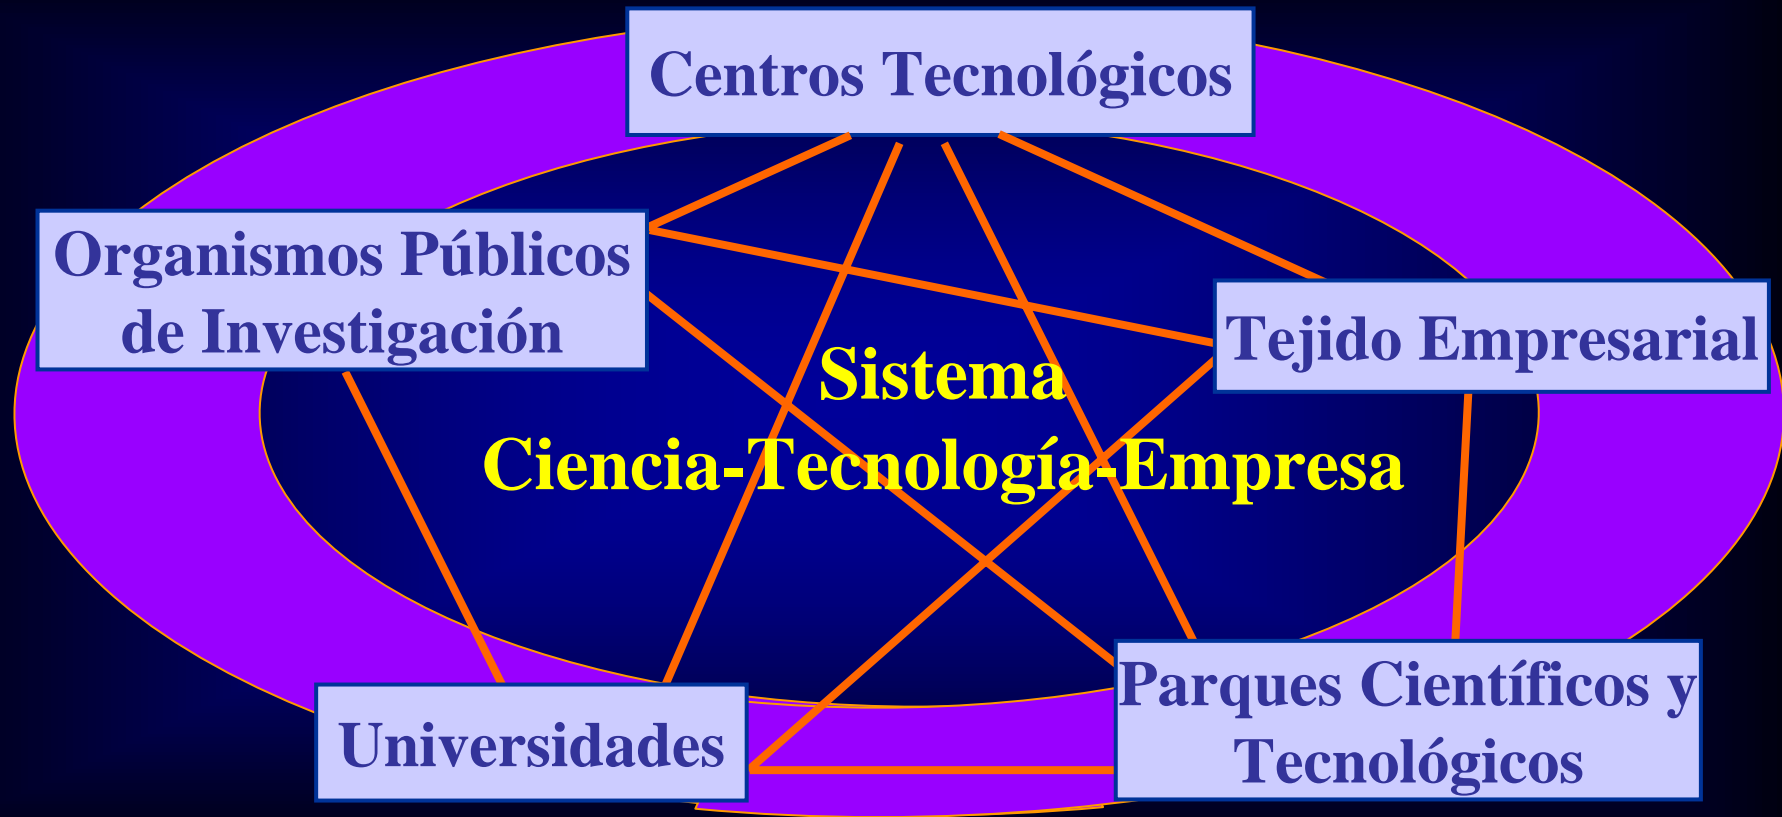 Centros Tecnológicos
Organismos Públicos
de Investigación
Tejido Empresarial
Sistema
Ciencia-Tecnología-Empresa
Universidades
Parques Científicos y
Tecnológicos